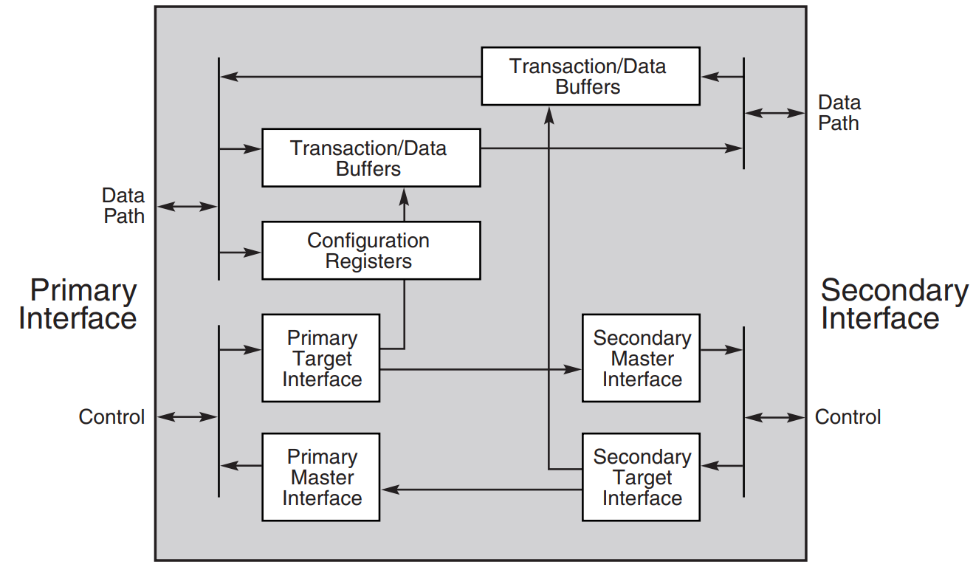 Transaction/Data
Buffers
Data
Path
Transaction/Data
Buffers
Data
Path
Configuration
Registers
Primary
Interface
Secondary
Interface
Primary
Target
Interface
Secondary
Master
Interface
Control
Control
Primary
Master
Interface
Secondary
Target
Interface